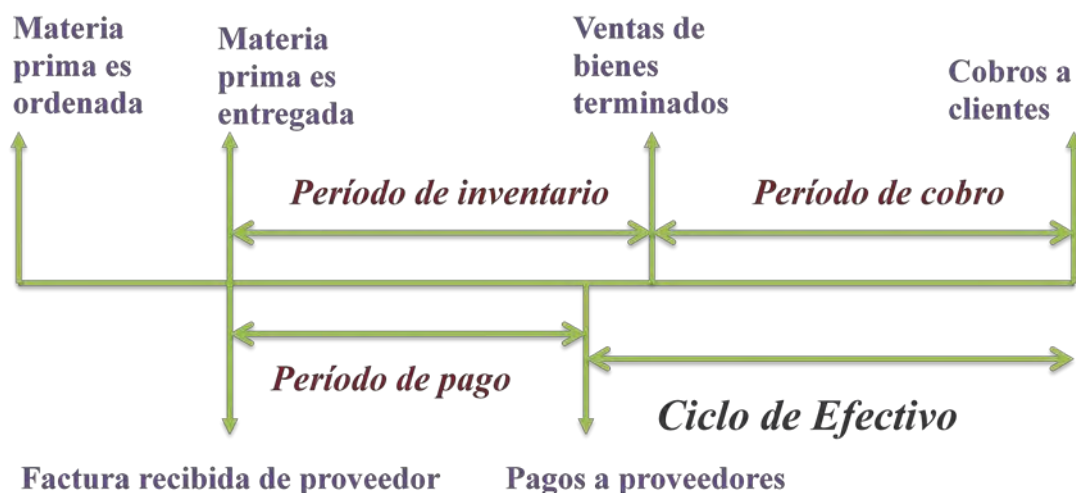 Materia
prima es
ordenada
Materia
prima es
entregada
Ventas de
bienes
terminados
Cobros a
clientes
Período de inventario
Período de cobro
Período de pago
Ciclo de Efectivo
Factura recibida de proveedor
Pagos a proveedores